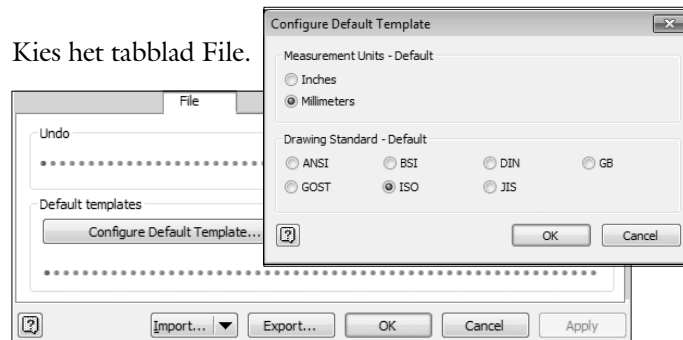 Kies het tabblad File.
Configure Default Template
Measurement Units - Default
Inches
Millimeters
Drawing Standard - Default
ANSI BSI DIN GB
GOST ISO JIS
OK Cancel
File
Undo
Default templates
Configure Default Template...
Import... Export... OK Cancel Apply